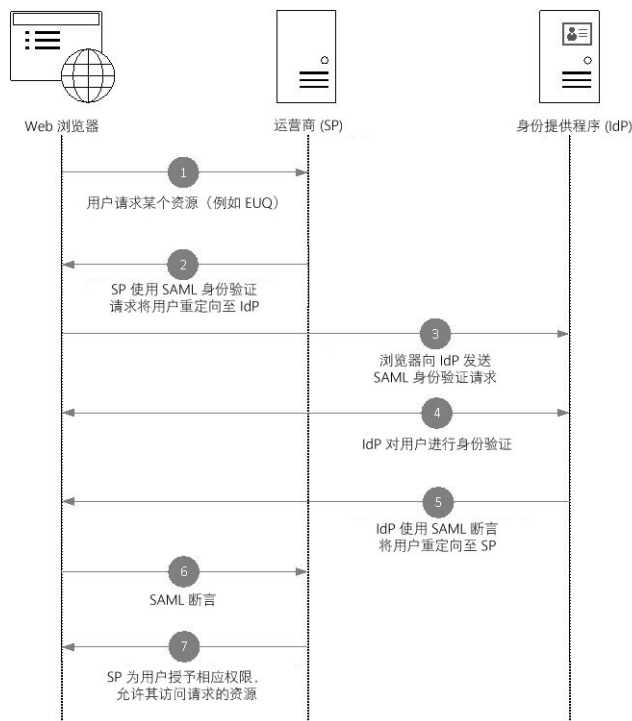 Web 浏览器
运营商 (SP)
身份提供程序 (IdP)
1
用户请求某个资源（例如 EUQ）
2
SP 使用 SAML 身份验证
请求将用户重定向至 IdP
3
浏览器向 IdP 发送
SAML 身份验证请求
4
IdP 对用户进行身份验证
5
IdP 使用 SAML 断言
将用户重定向至 SP
6
SAML 断言
7
SP 为用户授予相应权限,
允许其访问请求的资源